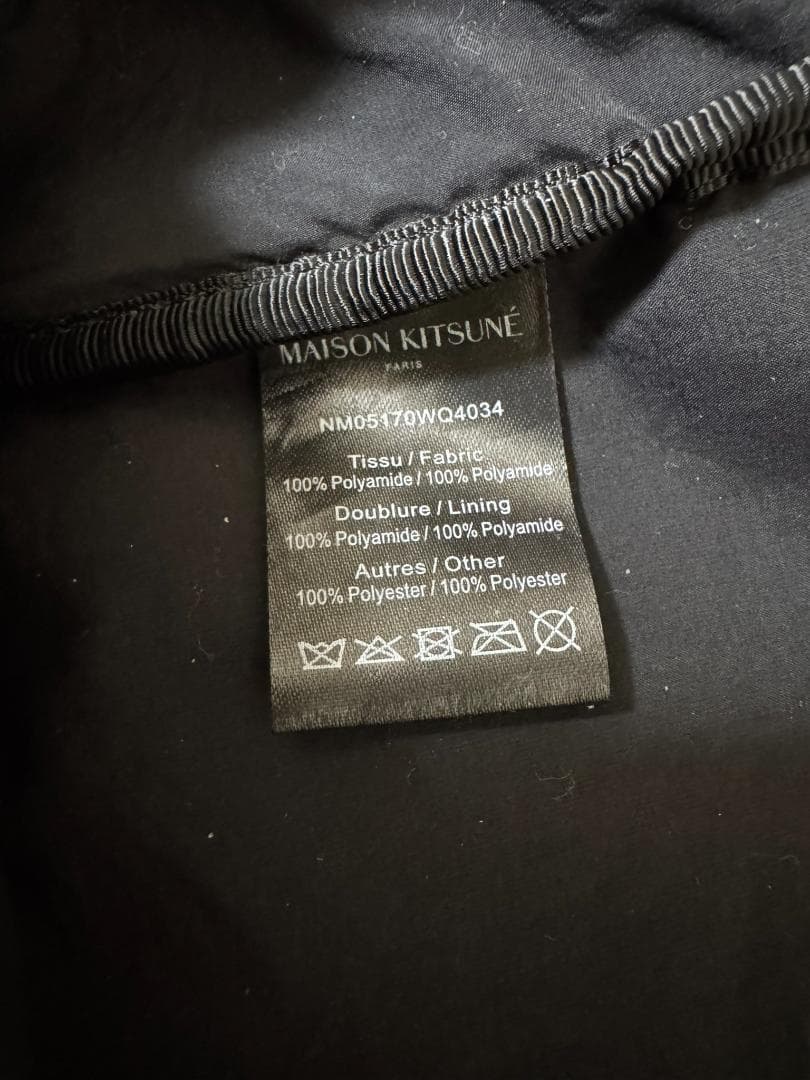 MAISON KITSUNÉ
PARIS
NM05170WQ4034
Tissu / Fabric
100% Polyamide / 100% Polyamide
Doublure / Lining
100% Polyamide / 100% Polyamide
Autres / Other
100% Polyester / 100% Polyester